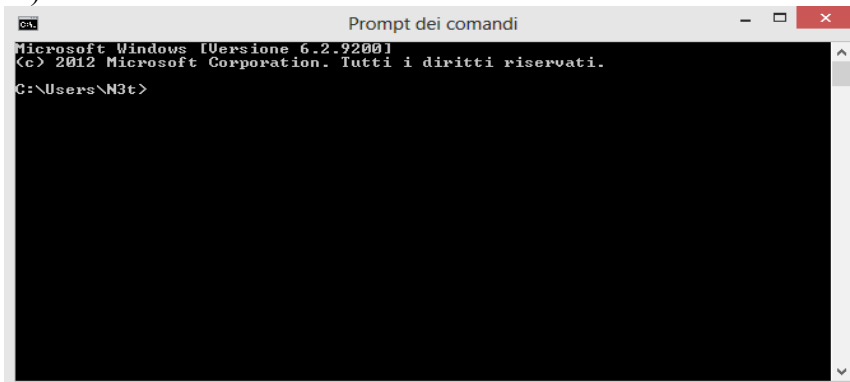 Prompt dei comandi
Microsoft Windows [Versione 6.2.9200]
(c) 2012 Microsoft Corporation. Tutti i diritti riservati.
C:\Users\N3t>